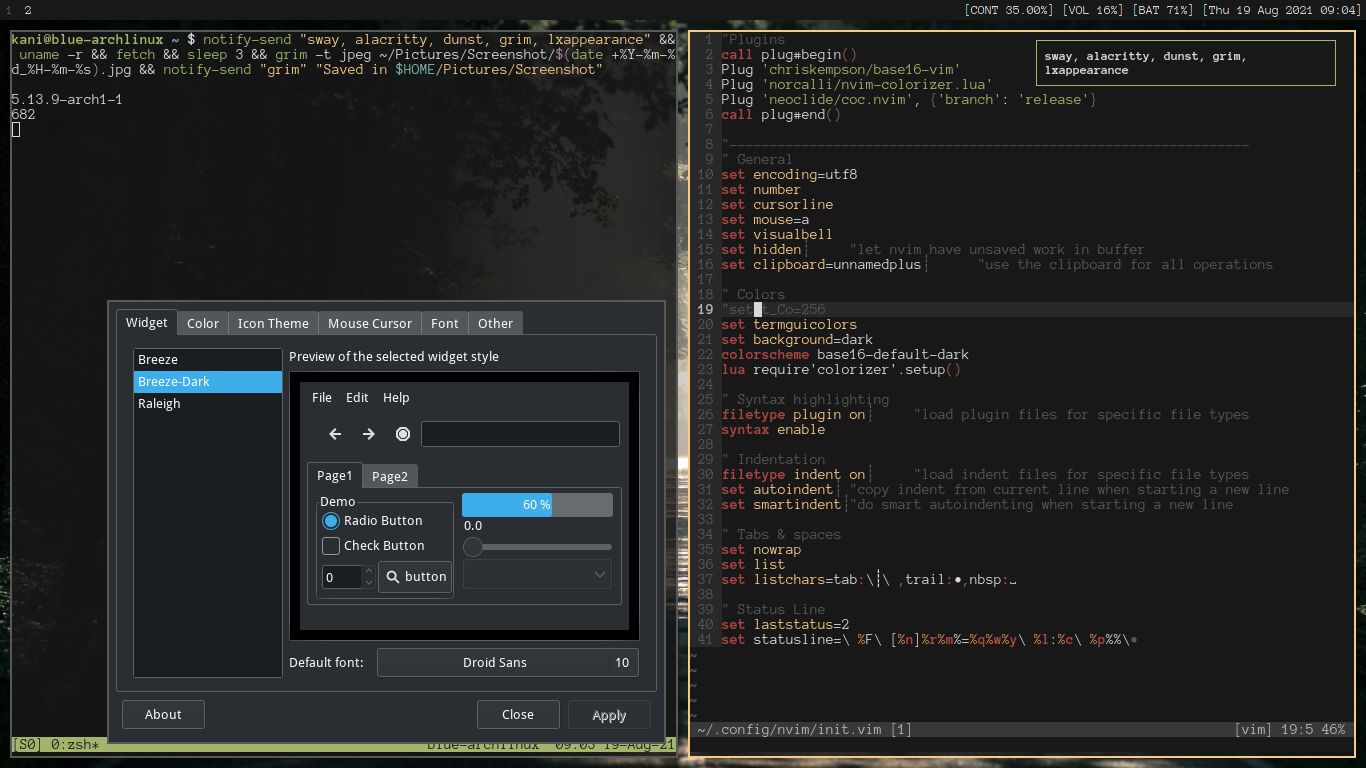 1 2
[CONT 35.00%] [VOL 16%] [BAT 71%] [Thu 19 Aug 2021 09:04]
kani@blue-archlinux ~ $ notify-send "sway, alacritty, dunst, grim, lxappearance" &&
uname -r && fetch && sleep 3 && grim -t jpeg ~/Pictures/Screenshot/$(date +%Y-%m-%
d_%H-%m-%s).jpg && notify-send "grim" "Saved in $HOME/Pictures/Screenshot"
5.13.9-arch1-1
682
Widget Color Icon Theme Mouse Cursor Font Other
Breeze
Breeze-Dark
Raleigh
Preview of the selected widget style
File Edit Help
Page1 Page2
Demo
Radio Button
Check Button
0 button
60 %
0.0
Default font: Droid Sans 10
About Close Apply
[S0] 0:zsh* blue-archlinux 09:03 19-Aug-21
sway, alacritty, dunst, grim,
lxappearance
1 "Plugins
2 call plug#begin()
3 Plug 'chriskempson/base16-vim'
4 Plug 'norcalli/nvim-colorizer.lua'
5 Plug 'neoclide/coc.nvim', {'branch': 'release'}
6 call plug#end()
7
8 "-----------------------------------------------------------------
9 " General
10 set encoding=utf8
11 set number
12 set cursorline
13 set mouse=a
14 set visualbell
15 set hidden┆ "let nvim have unsaved work in buffer
16 set clipboard=unnamedplus┆ "use the clipboard for all operations
17
18 " Colors
19 "set t_Co=256
20 set termguicolors
21 set background=dark
22 colorscheme base16-default-dark
23 lua require'colorizer'.setup()
24
25 " Syntax highlighting
26 filetype plugin on┆ "load plugin files for specific file types
27 syntax enable
28
29 " Indentation
30 filetype indent on┆ "load indent files for specific file types
31 set autoindent┆ "copy indent from current line when starting a new line
32 set smartindent┆"do smart autoindenting when starting a new line
33
34 " Tabs & spaces
35 set nowrap
36 set list
37 set listchars=tab:\┆\ ,trail:•,nbsp:⎵
38
39 " Status Line
40 set laststatus=2
41 set statusline=\ %F\ [%n]%r%m%=%q%w%y\ %l:%c\ %p%%\•
~
~
~
~
~
~/.config/nvim/init.vim [1] [vim] 19:5 46%